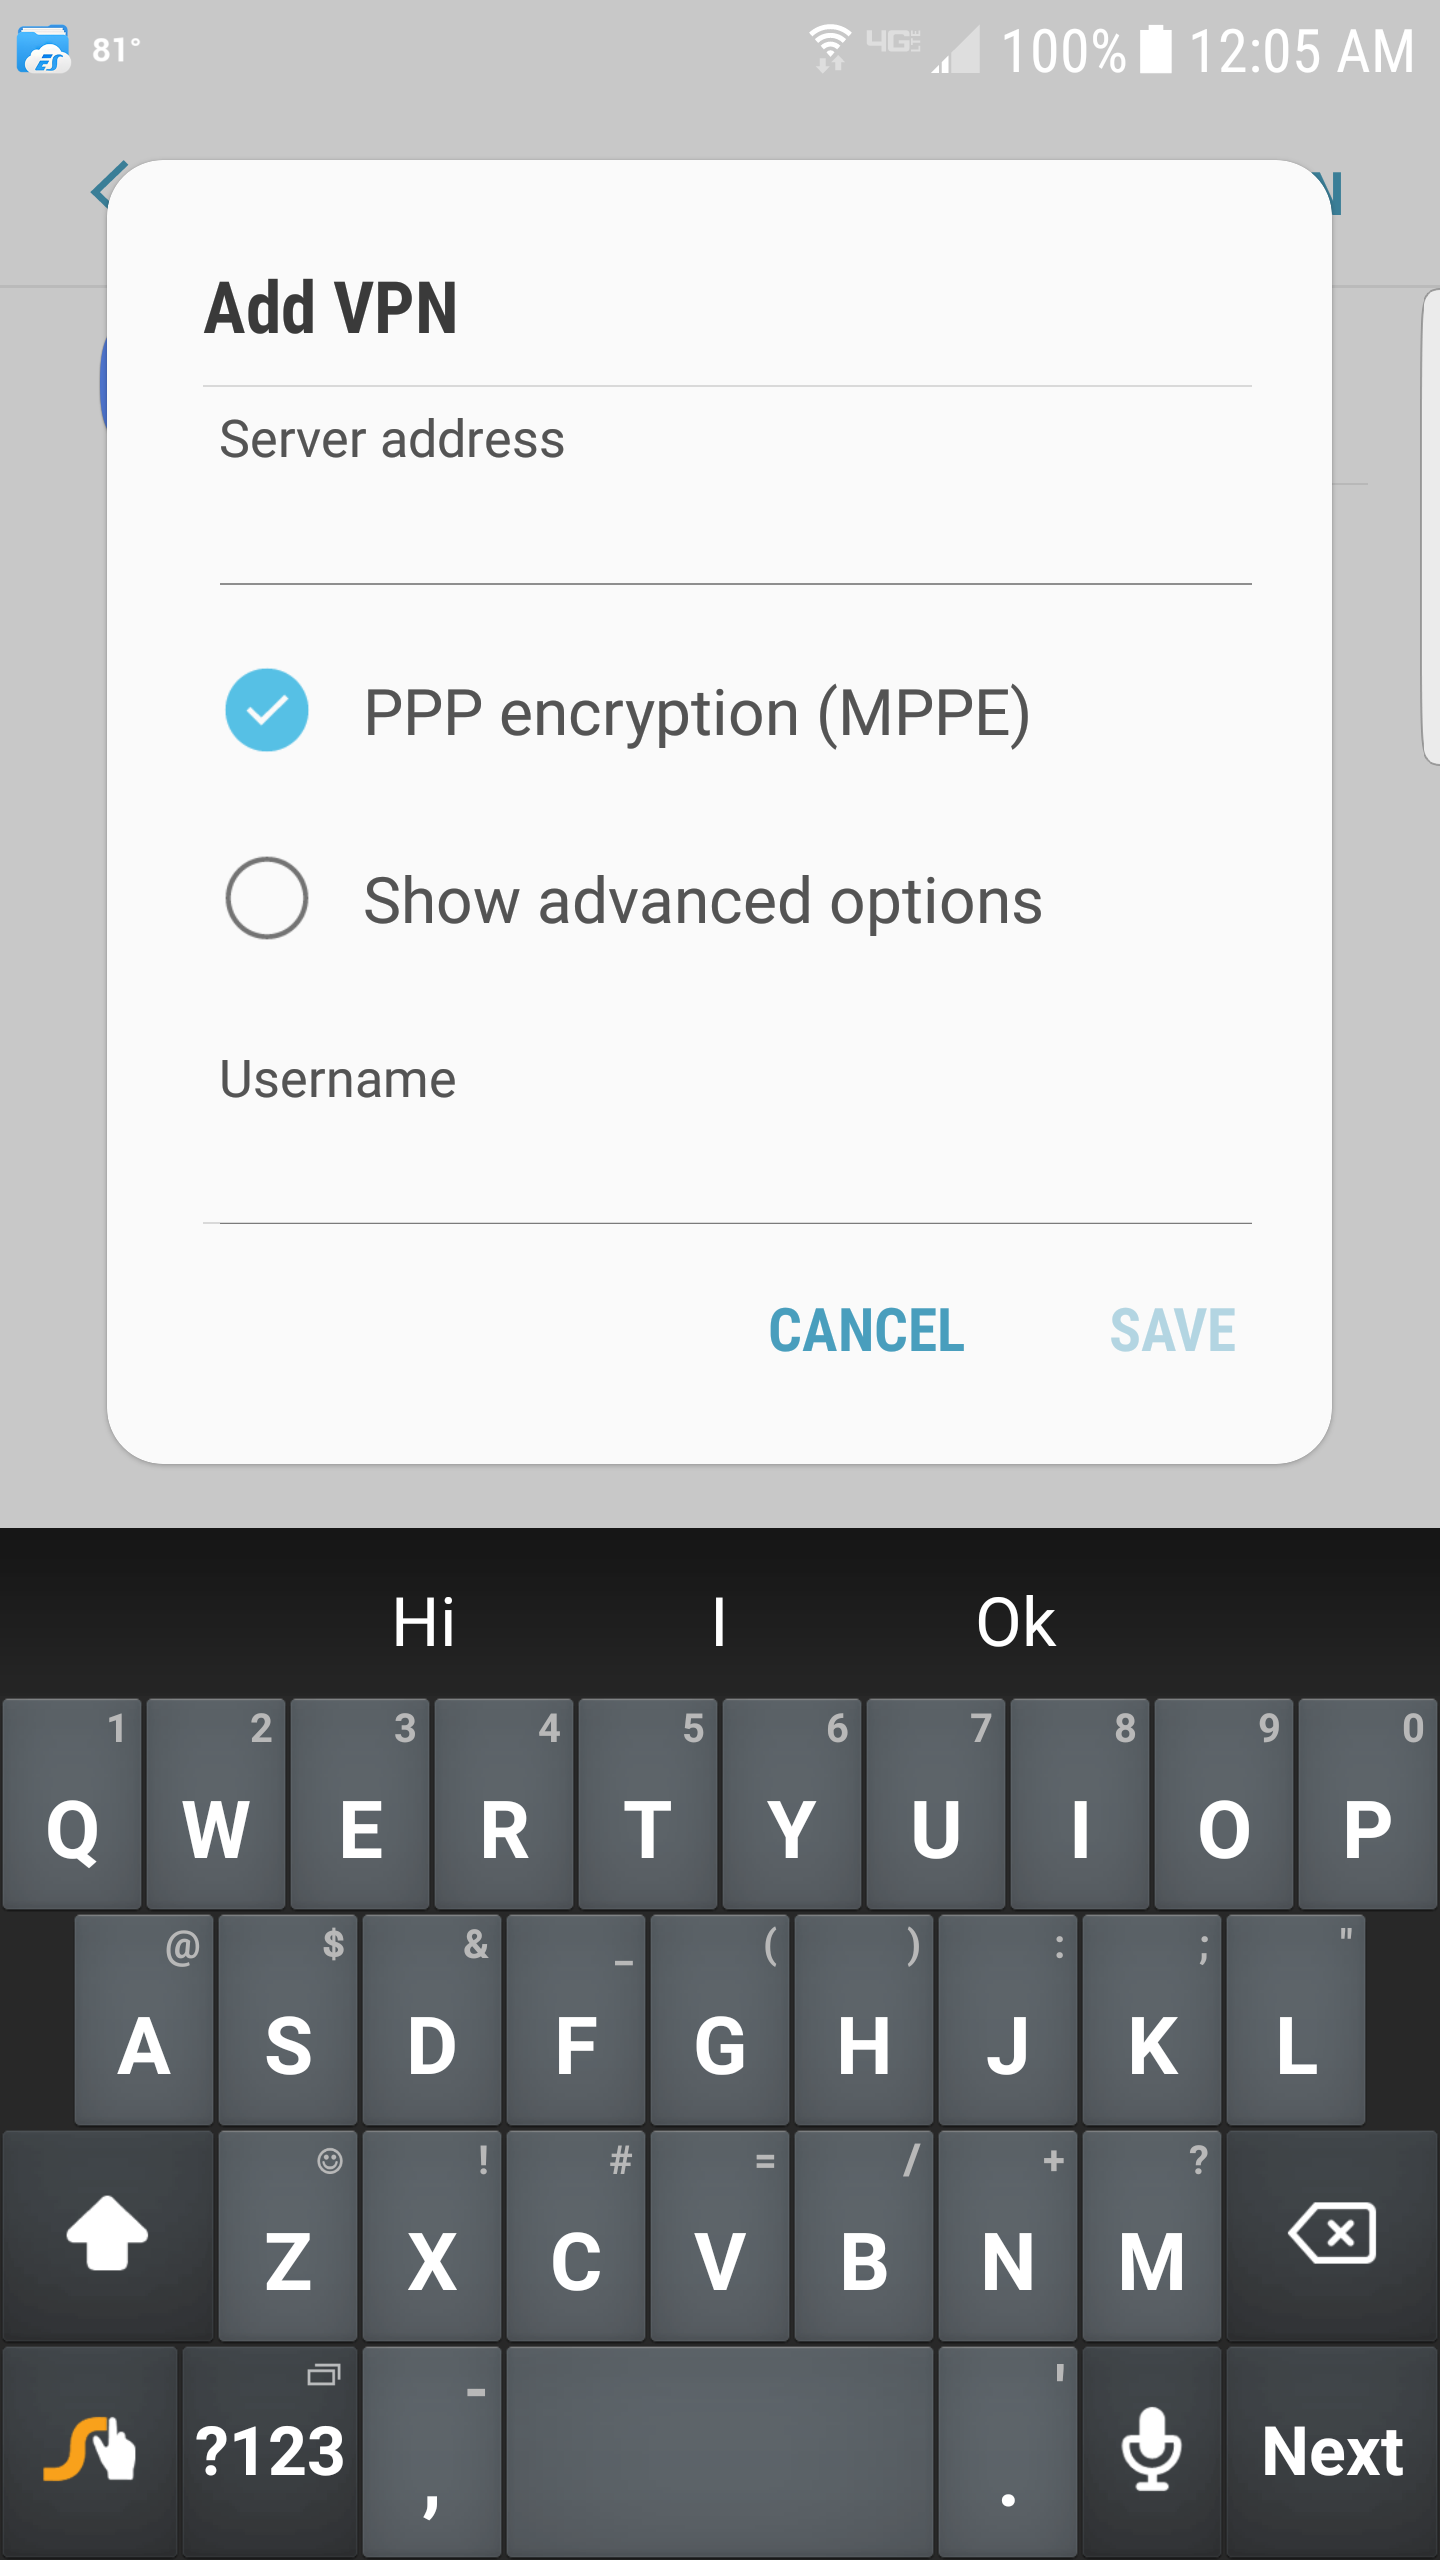 ES 81° 4G LTE 100% 12:05 AM
N
Add VPN
Server address
PPP encryption (MPPE)
Show advanced options
Username
CANCEL SAVE
Hi I Ok
1 2 3 4 5 6 7 8 9 0
Q W E R T Y U I O P
@ $ & _ ( ) : ; "
A S D F G H J K L
! # = / + ?
Z X C V B N M
- '
?123 , . Next